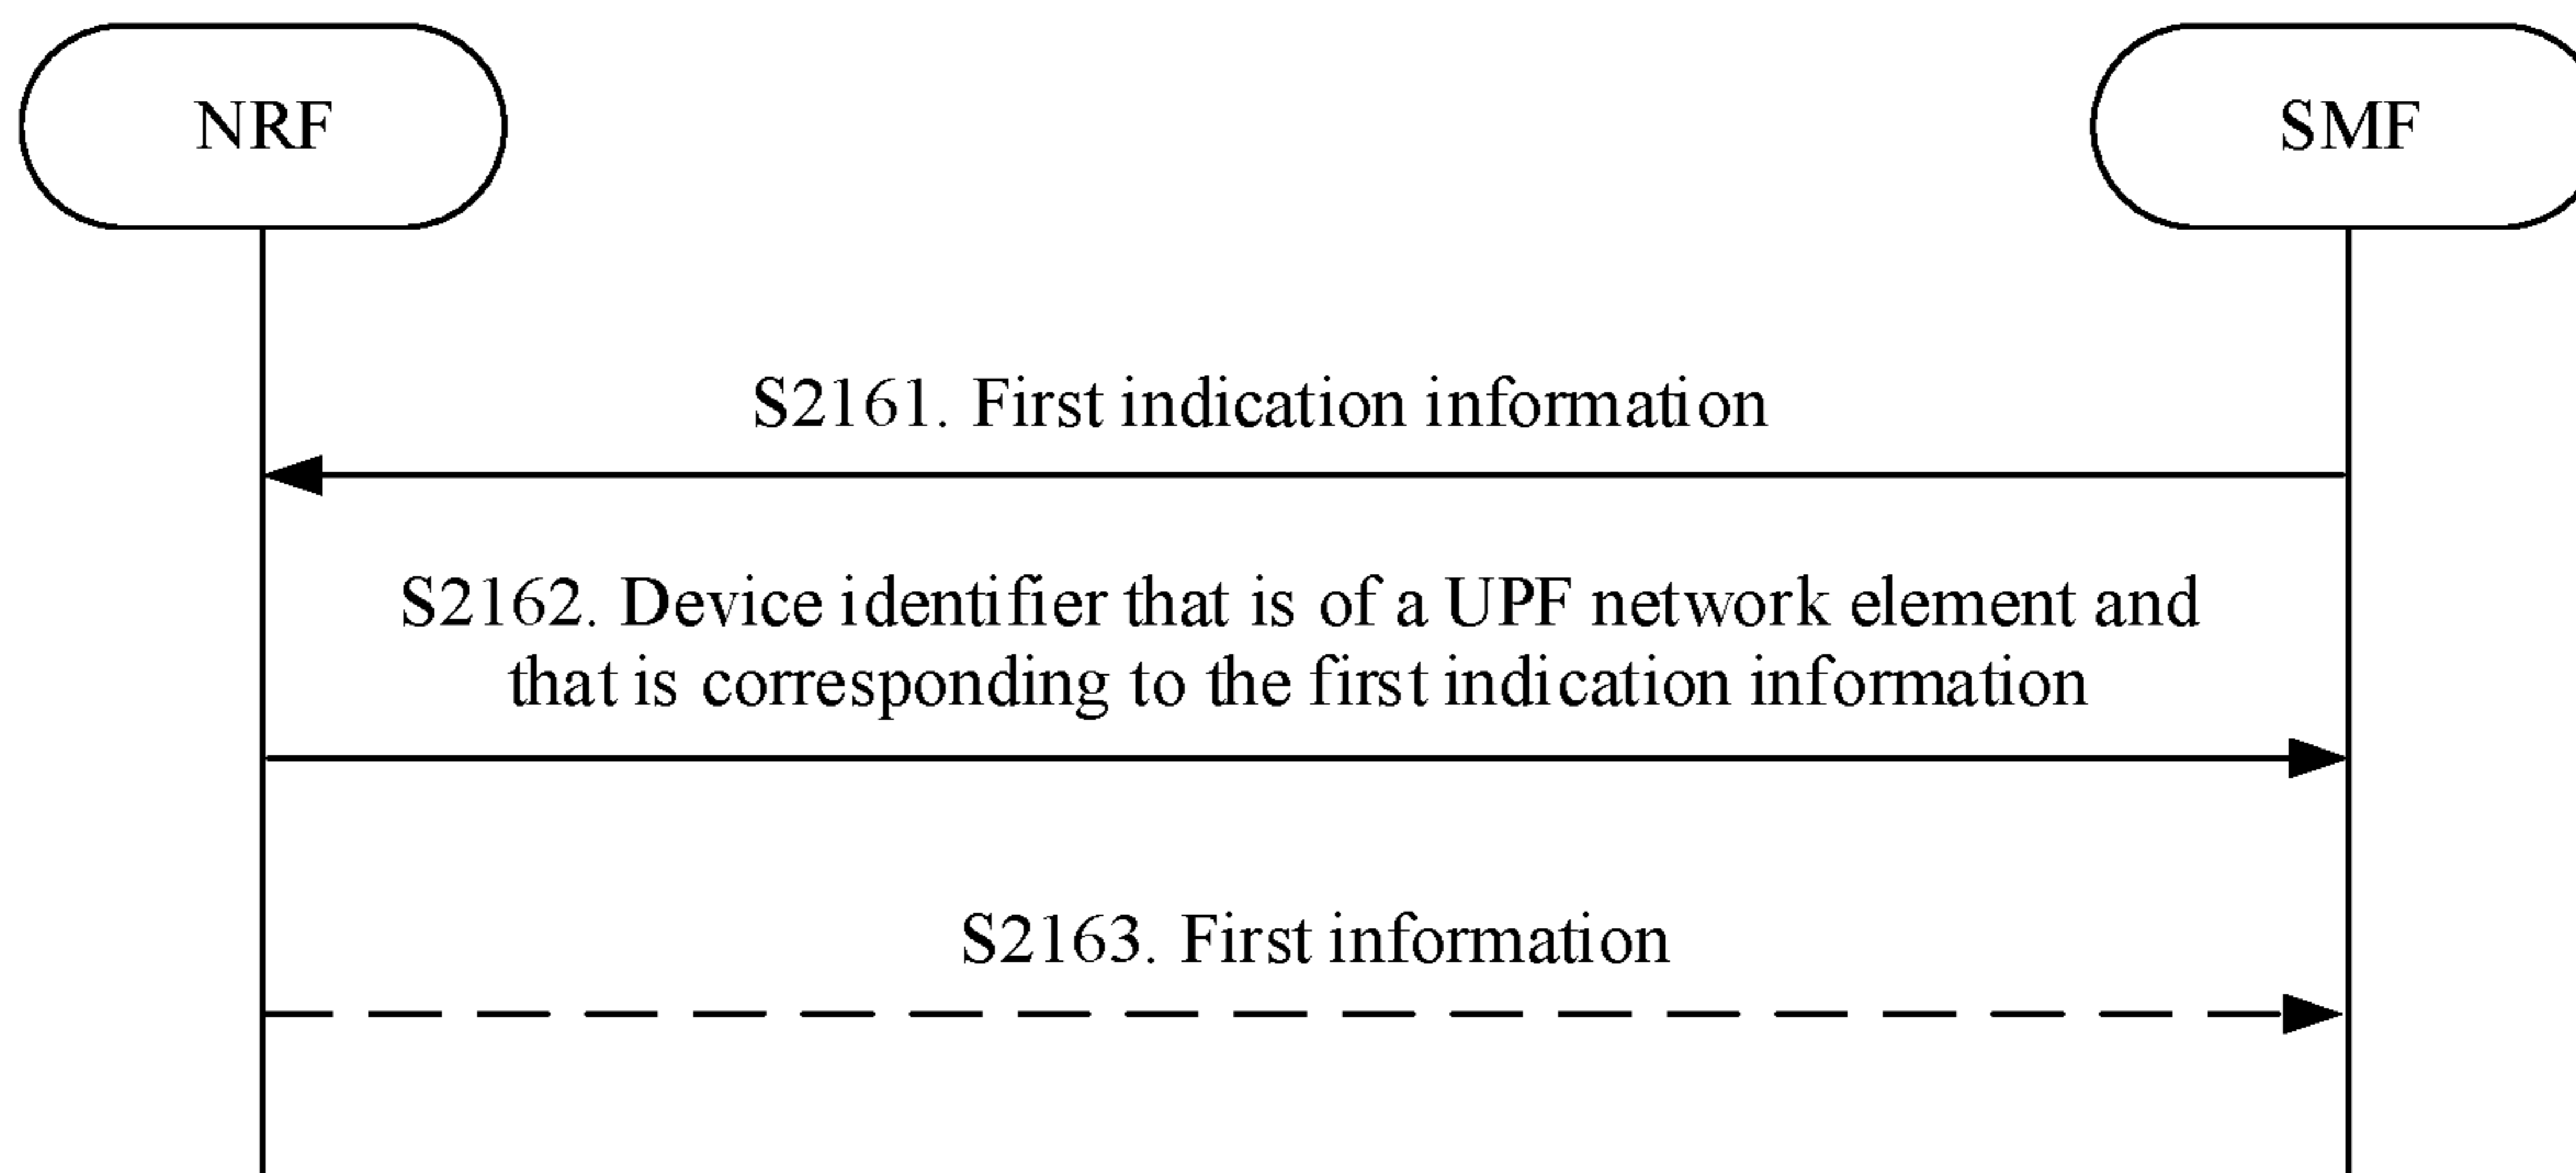 NRF
SMF
S2161. First indication information
S2162. Device identifier that is of a UPF network element and
that is corresponding to the first indication information
S2163. First information